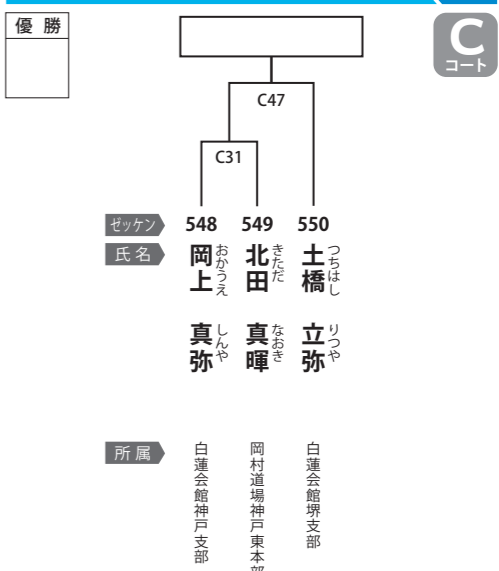 優勝
C
コート
C47
C31
ゼッケン 548 549 550
氏名
岡上 真弥
おかうえ しんや
北田 真暉
きただ なおき
土橋 立弥
つちはし りつや
所属
白蓮会館神戸支部
岡村道場神戸東本部
白蓮会館堺支部